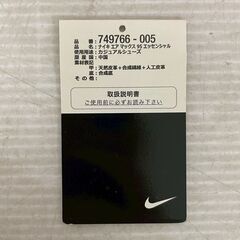 品 番: 749766-005
品 名: ナイキ エア マックス 95 エッセンシャル
使用用途: カジュアルシューズ
原産国: 中国
素材表記
甲: 天然皮革+合成繊維+人工皮革
底: 合成底
その他:
取扱説明書
ご使用前に必ずお読み下さい